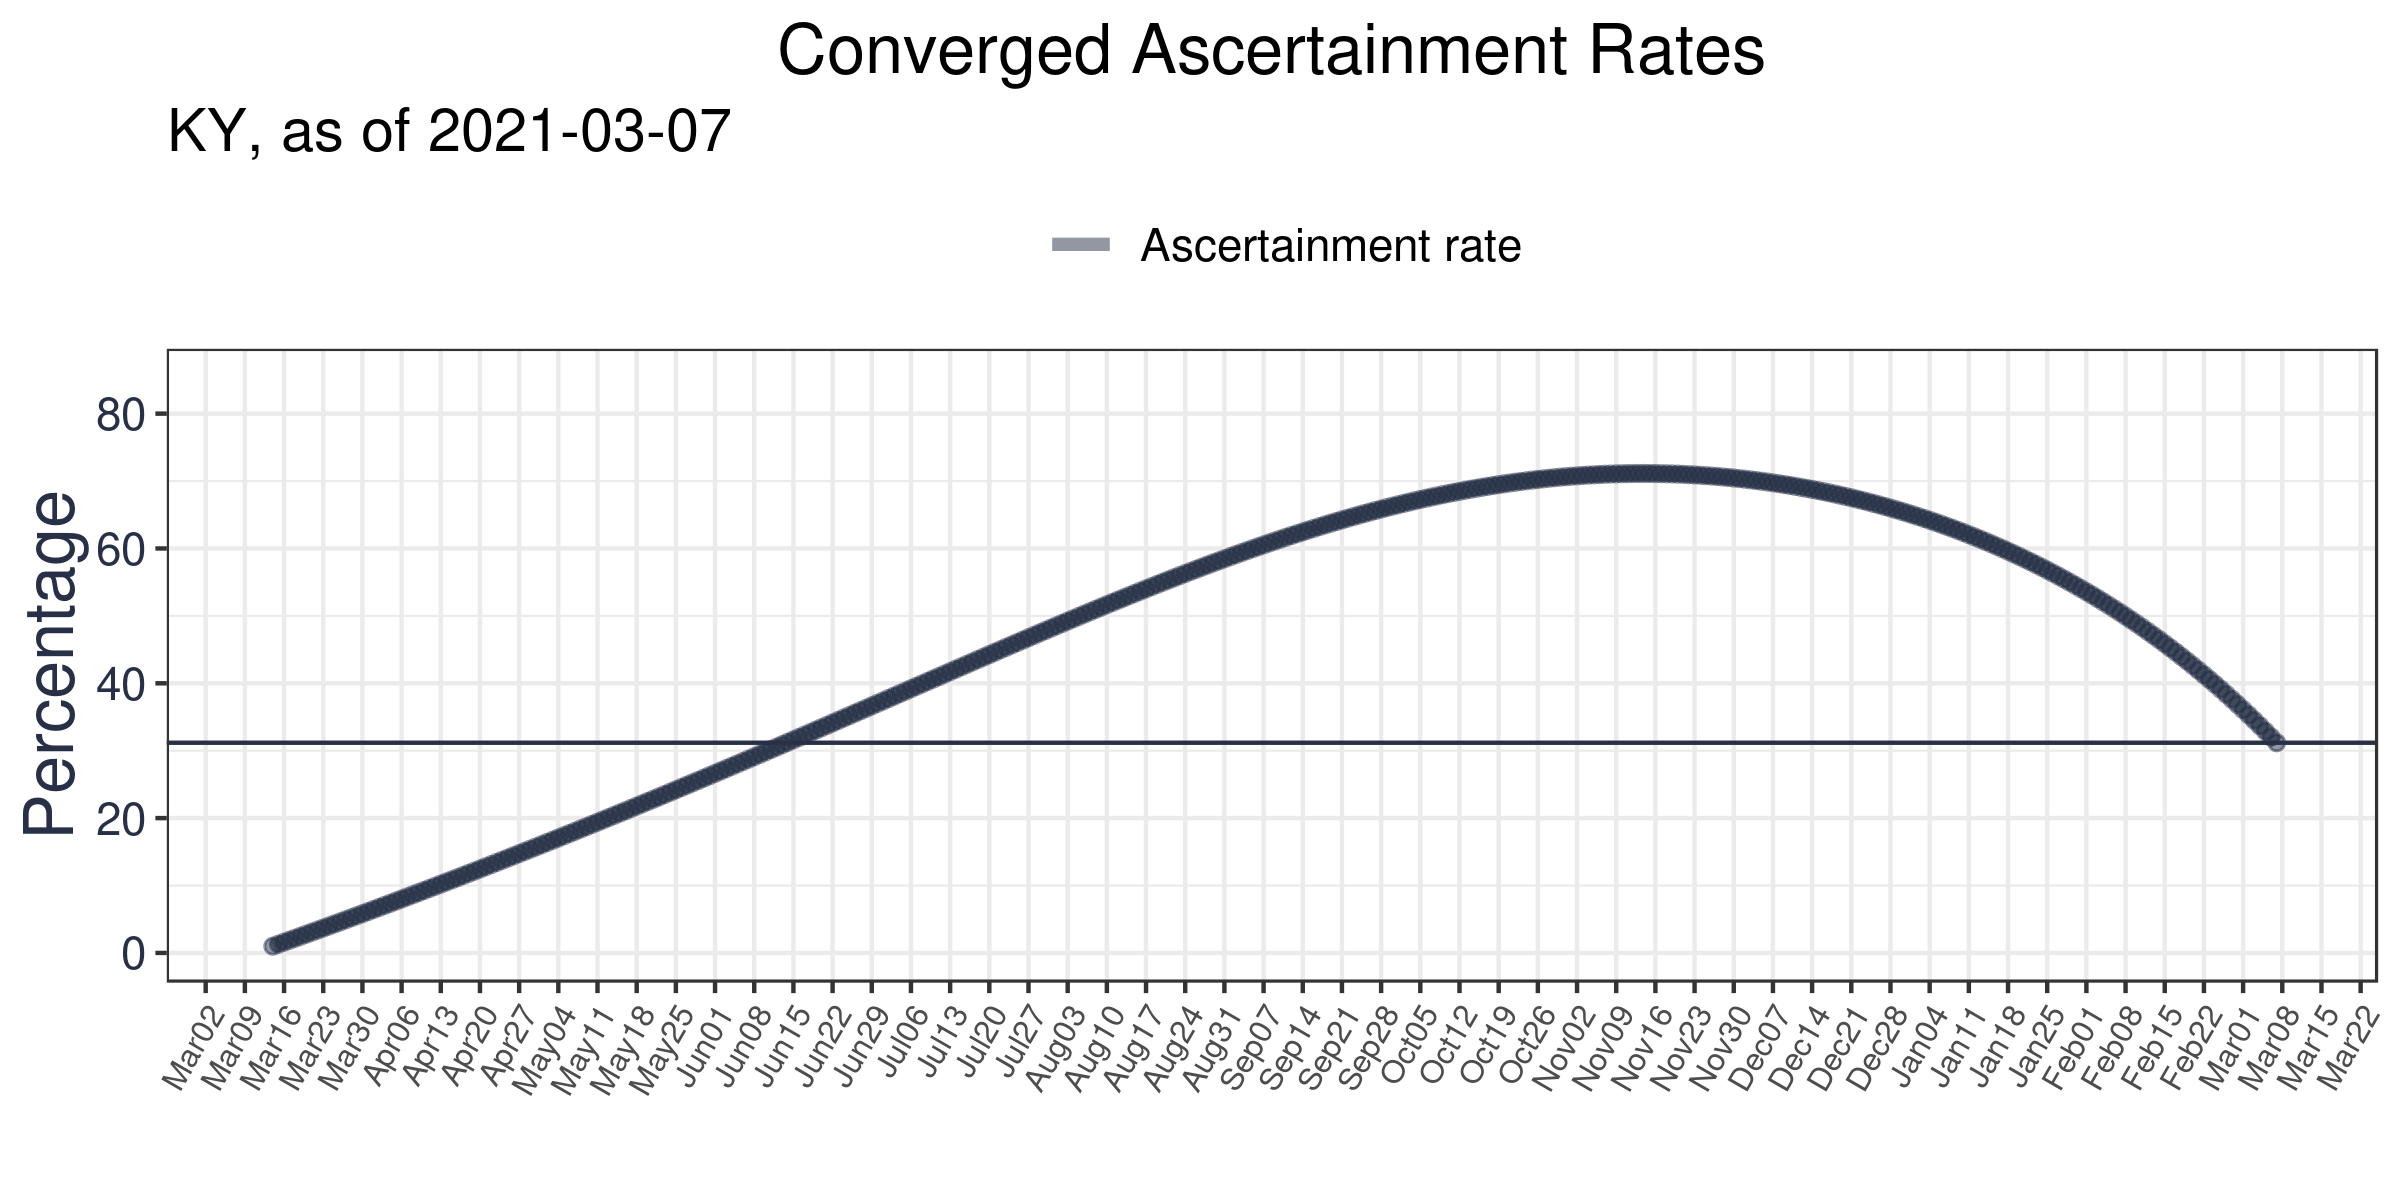 Converged Ascertainment Rates
KY, as of 2021-03-07
Ascertainment rate
Percentage
80
60
40
20
0
Mar02 Mar09 Mar16 Mar23 Mar30 Apr06 Apr13 Apr20 Apr27 May04 May11 May18 May25 Jun01 Jun08 Jun15 Jun22 Jun29 Jul06 Jul13 Jul20 Jul27 Aug03 Aug10 Aug17 Aug24 Aug31 Sep07 Sep14 Sep21 Sep28 Oct05 Oct12 Oct19 Oct26 Nov02 Nov09 Nov16 Nov23 Nov30 Dec07 Dec14 Dec21 Dec28 Jan04 Jan11 Jan18 Jan25 Feb01 Feb08 Feb15 Feb22 Mar01 Mar08 Mar15 Mar22